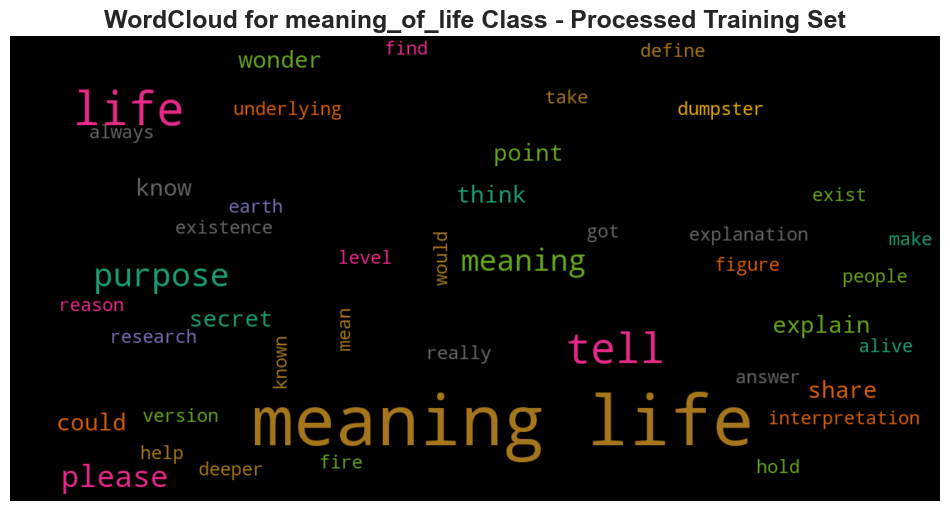 WordCloud for meaning_of_life Class - Processed Training Set
find
define
wonder
take
life
underlying
dumpster
always
point
know
think
exist
earth
existence
got
explanation
make
would
level
meaning
figure
purpose
people
reason
secret
research
mean
explain
known
really
tell
alive
answer
share
could
version
meaning life
interpretation
help
deeper
fire
hold
please